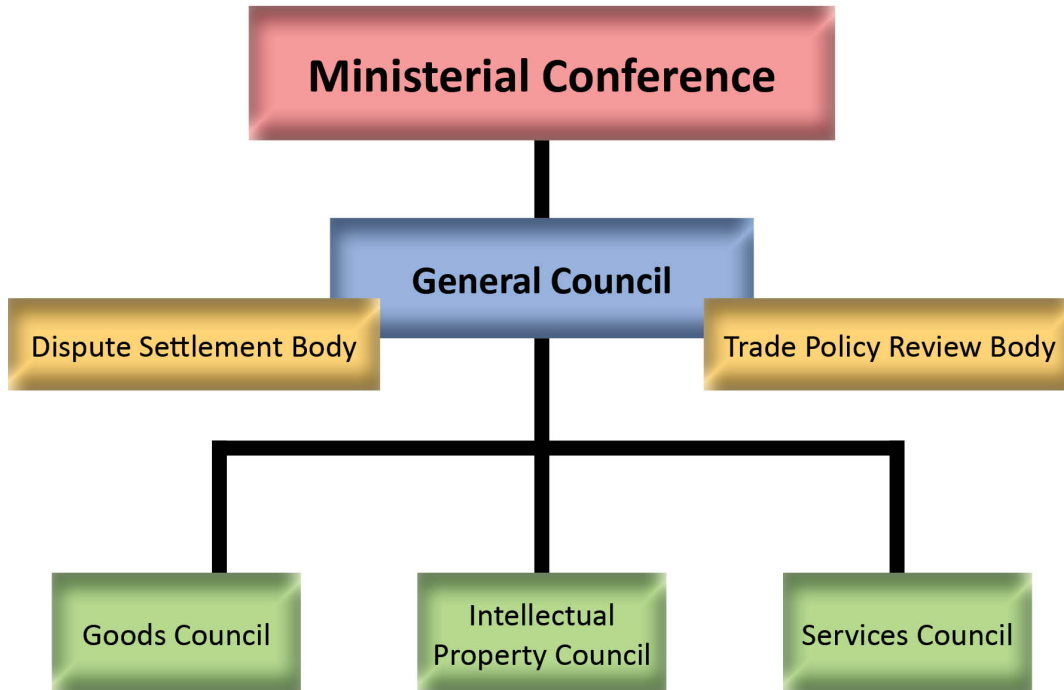 Ministerial Conference
General Council
Dispute Settlement Body
Trade Policy Review Body
Goods Council
Intellectual
Property Council
Services Council